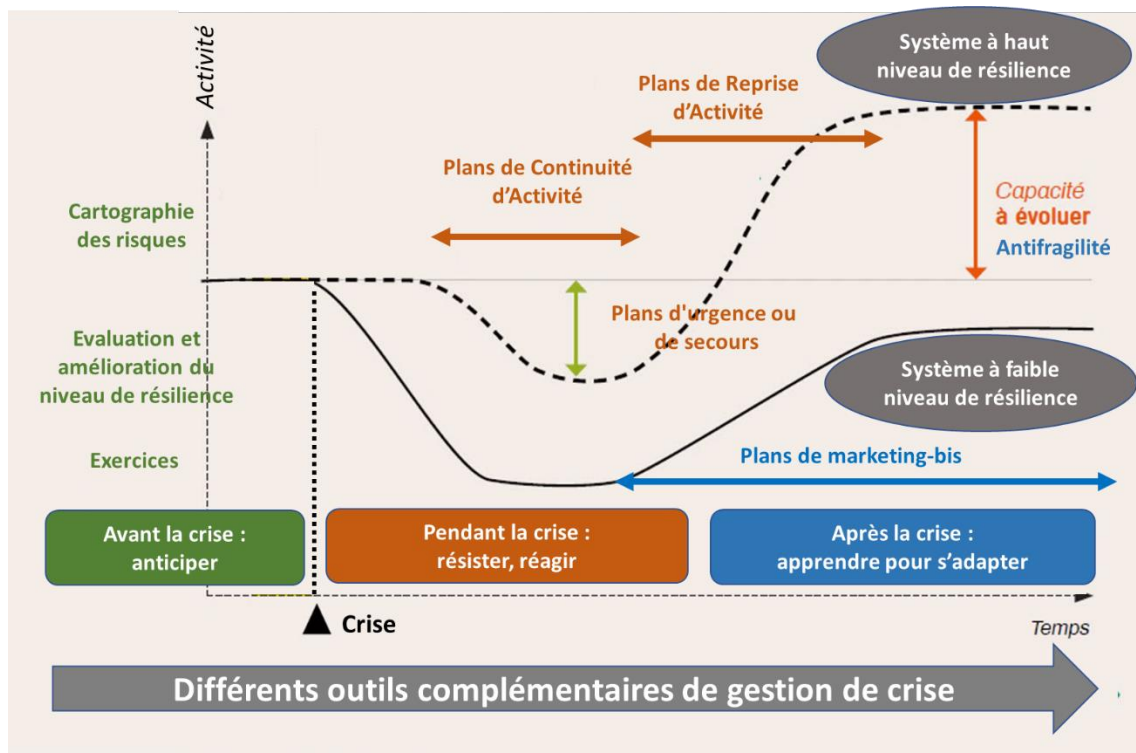 Activité
Système à haut
niveau de résilience
Plans de Reprise
d'Activité
Plans de Continuité
d'Activité
Cartographie
des risques
Capacité
à évoluer
Antifragilité
Plans d'urgence ou
de secours
Evaluation et
amélioration du
niveau de résilience
Système à faible
niveau de résilience
Exercices
Plans de marketing-bis
Avant la crise :
anticiper
Pendant la crise :
résister, réagir
Après la crise :
apprendre pour s'adapter
Crise
Temps
Différents outils complémentaires de gestion de crise